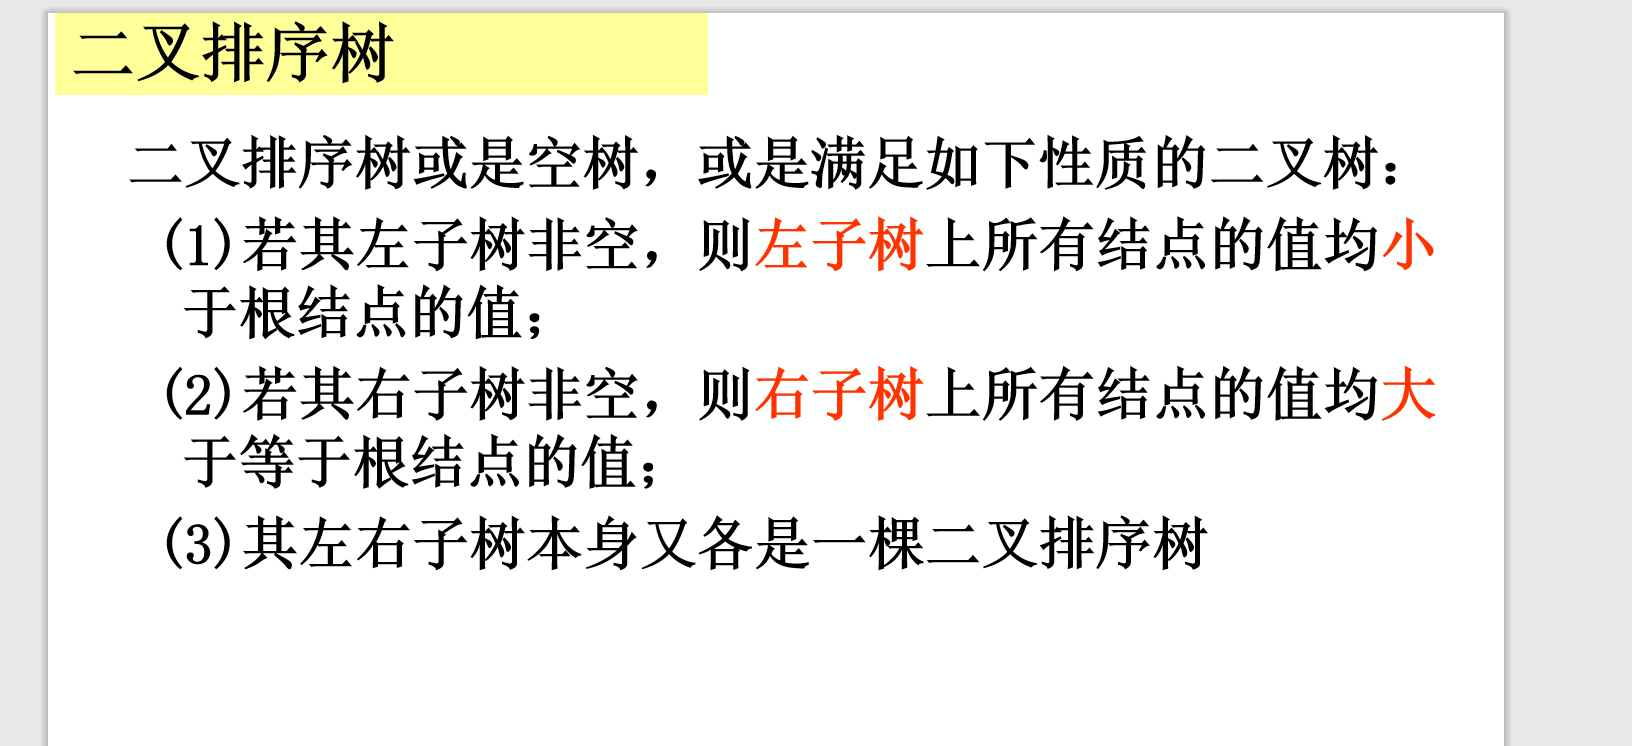 二叉排序树
二叉排序树或是空树，或是满足如下性质的二叉树：
(1)若其左子树非空，则左子树上所有结点的值均小
于根结点的值；
(2)若其右子树非空，则右子树上所有结点的值均大
于等于根结点的值；
(3)其左右子树本身又各是一棵二叉排序树